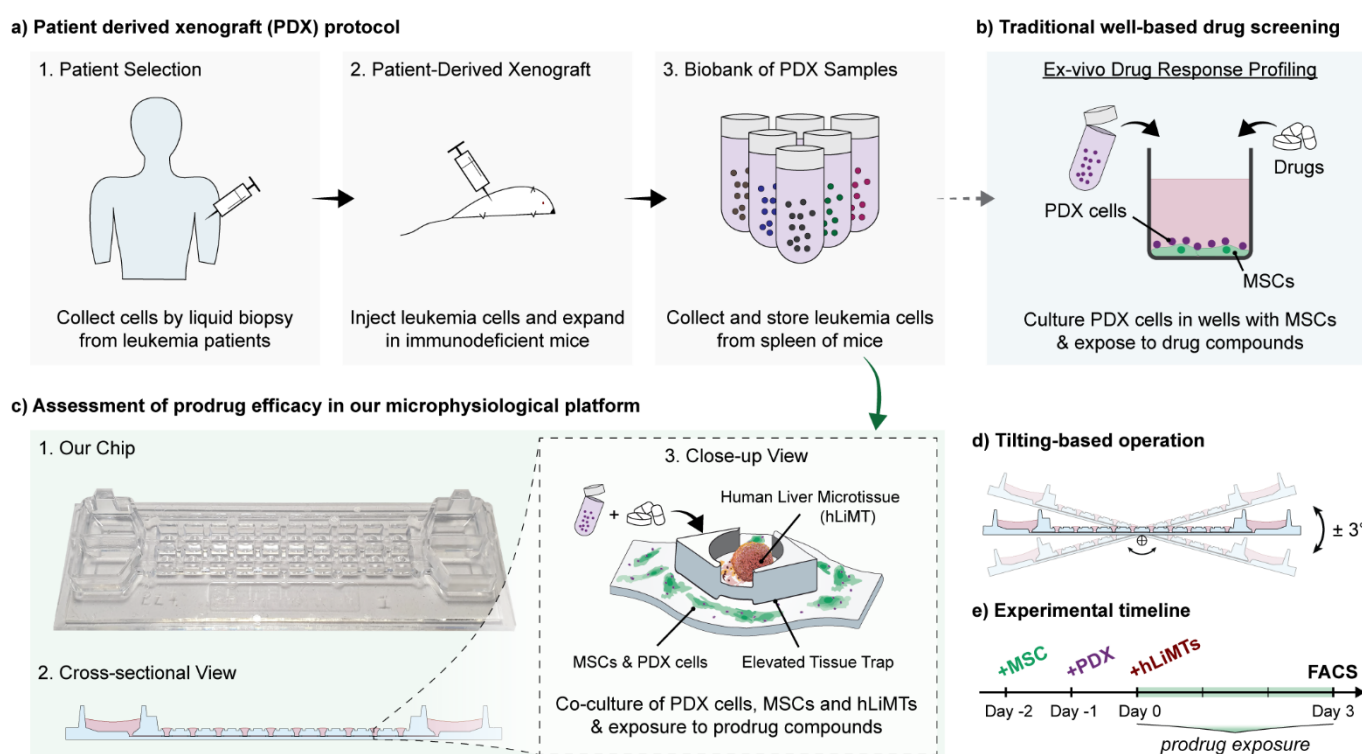 a) Patient derived xenograft (PDX) protocol
1. Patient Selection
Collect cells by liquid biopsy
from leukemia patients
2. Patient-Derived Xenograft
Inject leukemia cells and expand
in immunodeficient mice
3. Biobank of PDX Samples
Collect and store leukemia cells
from spleen of mice
b) Traditional well-based drug screening
Ex-vivo Drug Response Profiling
Drugs
PDX cells
MSCs
Culture PDX cells in wells with MSCs
& expose to drug compounds
c) Assessment of prodrug efficacy in our microphysiological platform
1. Our Chip
2. Cross-sectional View
3. Close-up View
+
Human Liver Microtissue
(hLiMT)
MSCs & PDX cells
Elevated Tissue Trap
Co-culture of PDX cells, MSCs and hLiMTs
& exposure to prodrug compounds
d) Tilting-based operation
± 3°
e) Experimental timeline
+MSC
+PDX
+hLiMTs
FACS
Day -2
Day -1
Day 0
Day 3
prodrug exposure